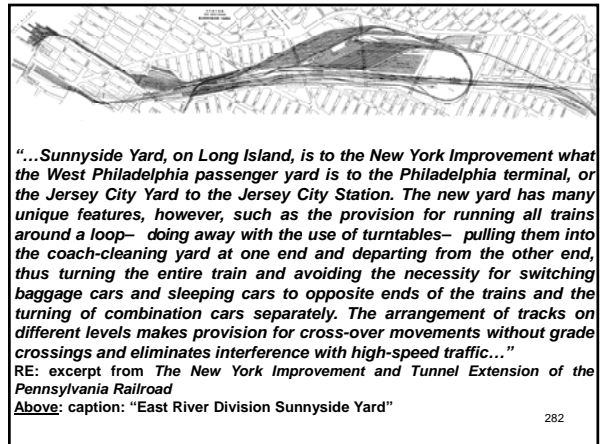 "…Sunnyside Yard, on Long Island, is to the New York Improvement what
the West Philadelphia passenger yard is to the Philadelphia terminal, or
the Jersey City Yard to the Jersey City Station. The new yard has many
unique features, however, such as the provision for running all trains
around a loop– doing away with the use of turntables– pulling them into
the coach-cleaning yard at one end and departing from the other end,
thus turning the entire train and avoiding the necessity for switching
baggage cars and sleeping cars to opposite ends of the trains and the
turning of combination cars separately. The arrangement of tracks on
different levels makes provision for cross-over movements without grade
crossings and eliminates interference with high-speed traffic…"
RE: excerpt from The New York Improvement and Tunnel Extension of the
Pennsylvania Railroad
Above: caption: "East River Division Sunnyside Yard"
282